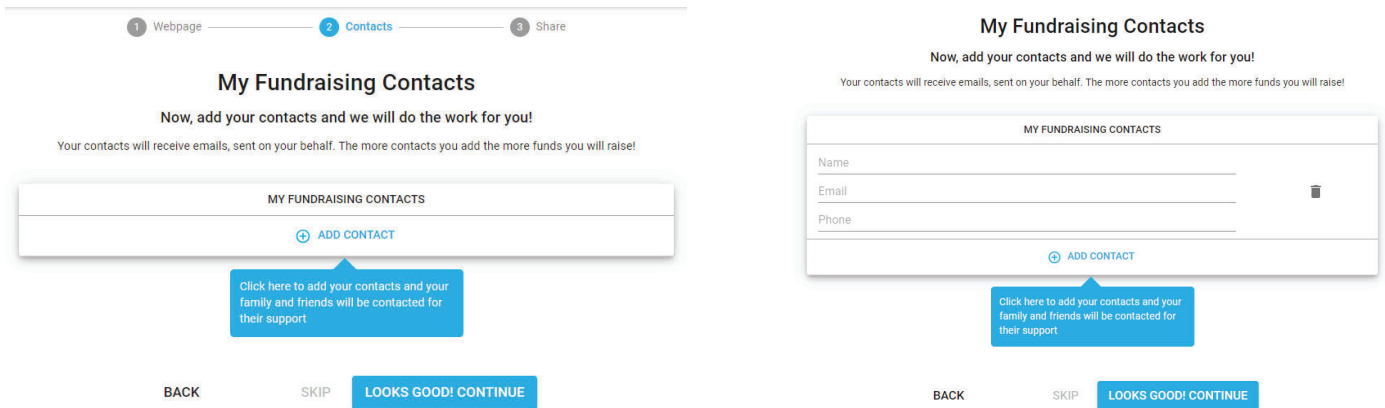 1 Webpage 2 Contacts 3 Share
My Fundraising Contacts
Now, add your contacts and we will do the work for you!
Your contacts will receive emails, sent on your behalf. The more contacts you add the more funds you will raise!
MY FUNDRAISING CONTACTS
ADD CONTACT
Click here to add your contacts and your
family and friends will be contacted for
their support
BACK SKIP LOOKS GOOD! CONTINUE
My Fundraising Contacts
Now, add your contacts and we will do the work for you!
Your contacts will receive emails, sent on your behalf. The more contacts you add the more funds you will raise!
MY FUNDRAISING CONTACTS
Name
Email
Phone
ADD CONTACT
Click here to add your contacts and your
family and friends will be contacted for
their support
BACK SKIP LOOKS GOOD! CONTINUE